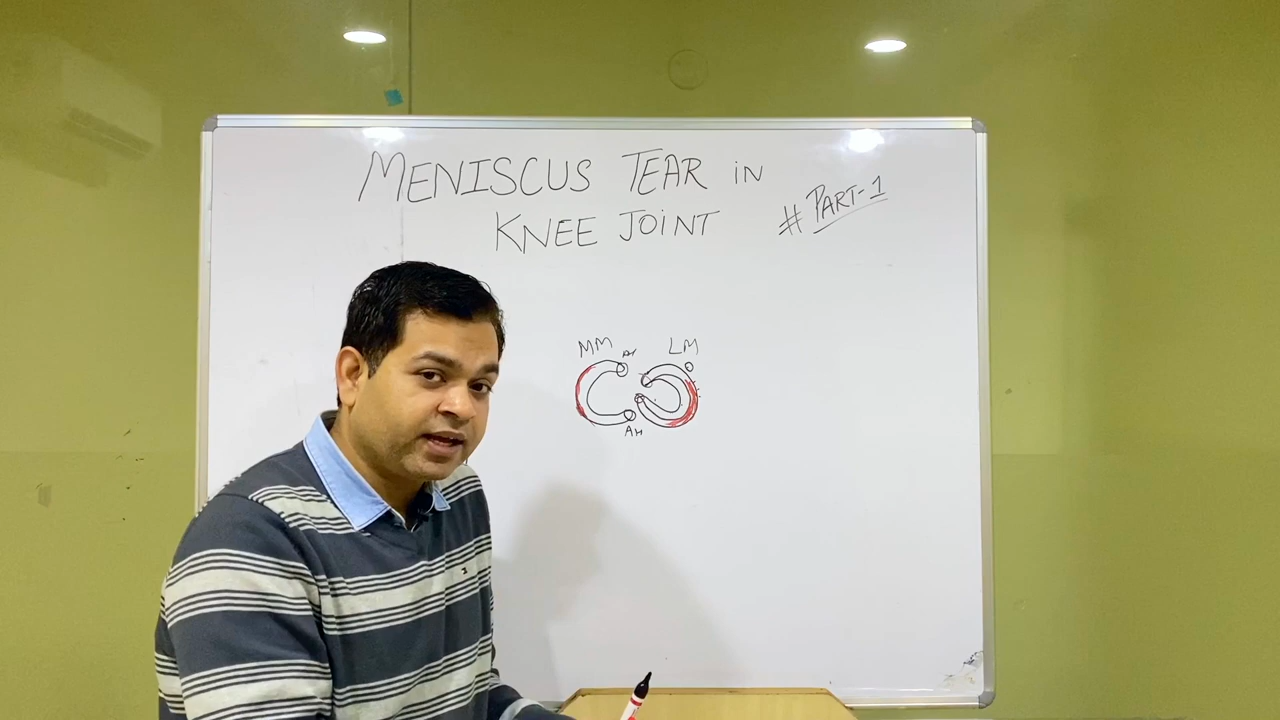 MENISCUS TEAR iN
KNEE JOINT
# PART-1
MM LM
AH